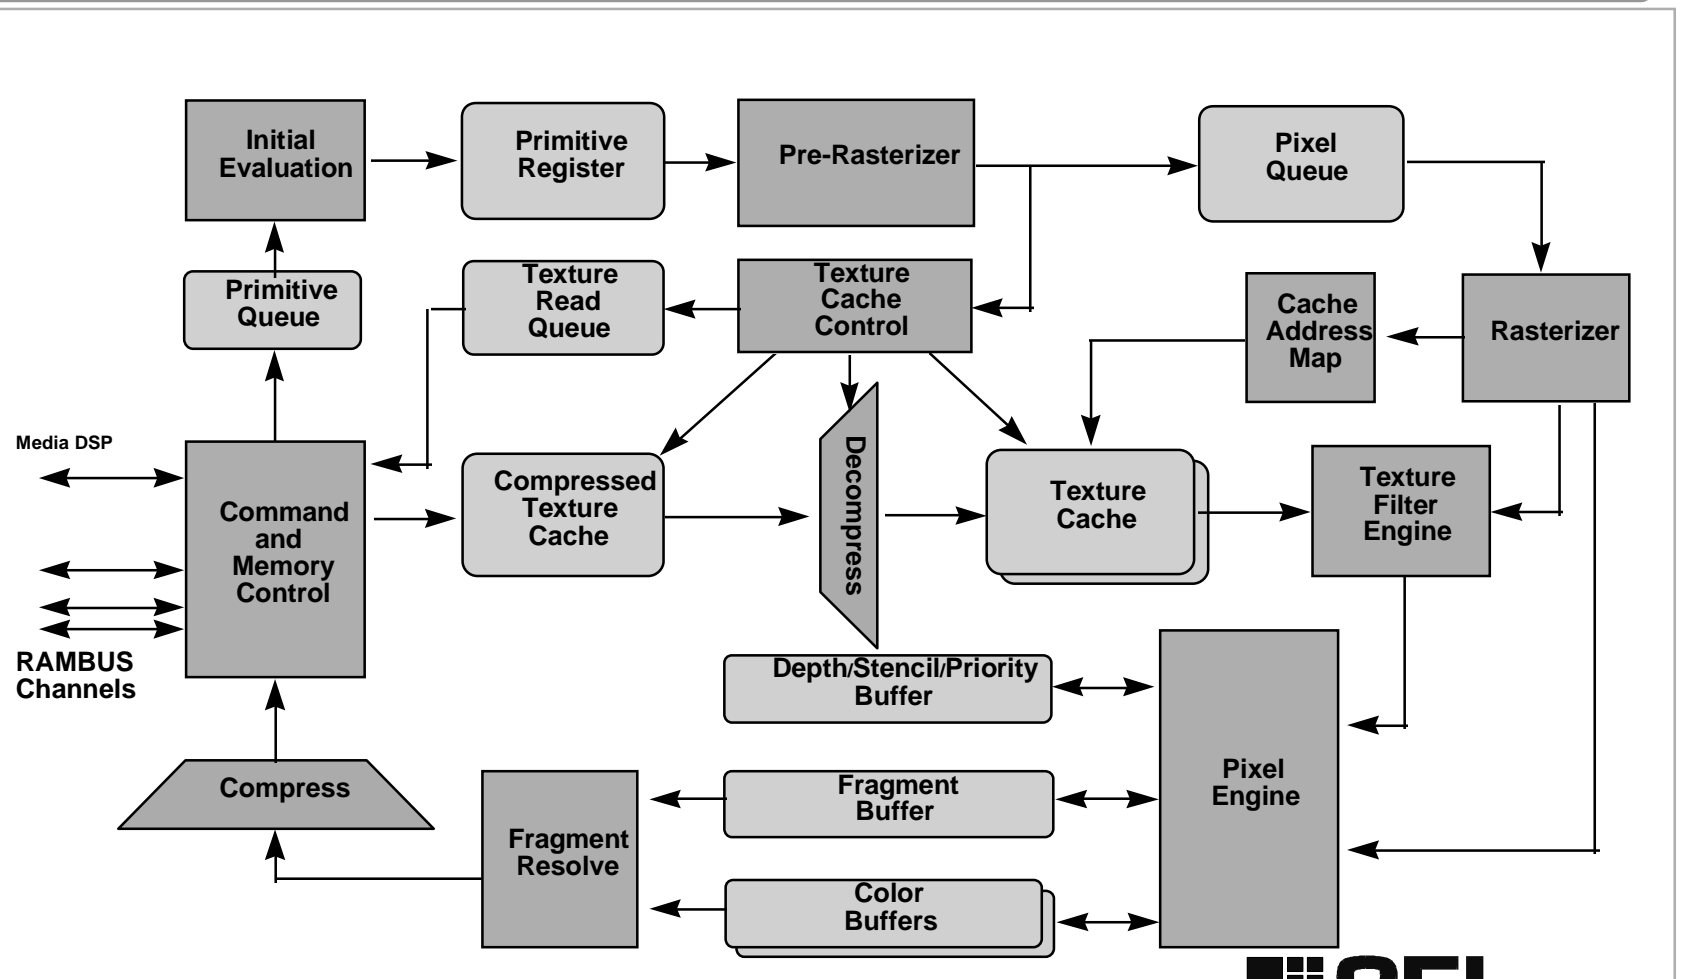 Initial
Evaluation
Primitive
Register
Pre-Rasterizer
Pixel
Queue
Primitive
Queue
Texture
Read
Queue
Texture
Cache
Control
Cache
Address
Map
Rasterizer
Media DSP
Command
and
Memory
Control
Compressed
Texture
Cache
Decompress
Texture
Cache
Texture
Filter
Engine
RAMBUS
Channels
Depth/Stencil/Priority
Buffer
Pixel
Engine
Compress
Fragment
Resolve
Fragment
Buffer
Color
Buffers